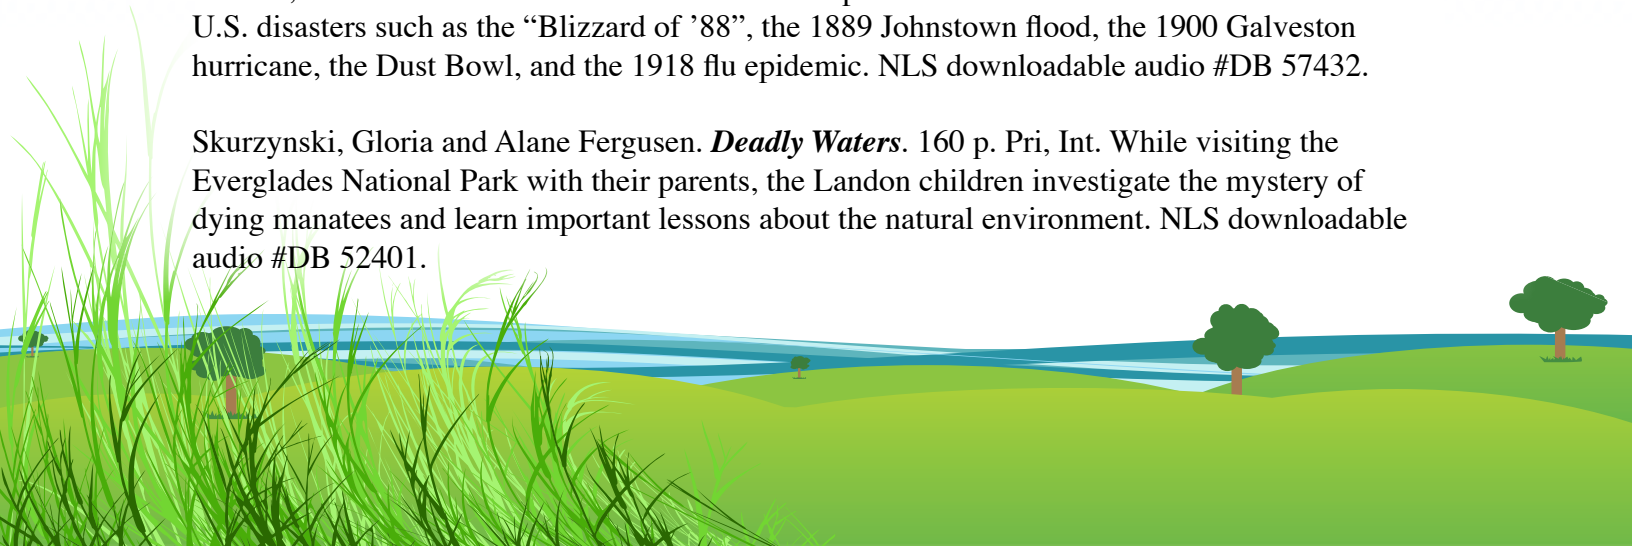 U.S. disasters such as the “Blizzard of ’88”, the 1889 Johnstown flood, the 1900 Galveston
hurricane, the Dust Bowl, and the 1918 flu epidemic. NLS downloadable audio #DB 57432.
Skurzynski, Gloria and Alane Fergusen. Deadly Waters. 160 p. Pri, Int. While visiting the
Everglades National Park with their parents, the Landon children investigate the mystery of
dying manatees and learn important lessons about the natural environment. NLS downloadable
audio #DB 52401.